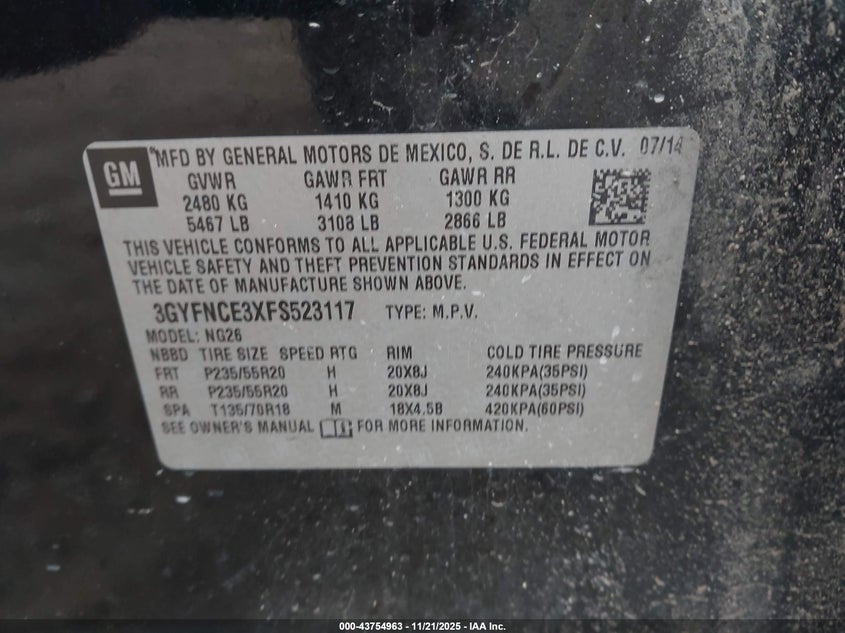 GM
MFD BY GENERAL MOTORS DE MEXICO, S. DE R.L. DE C.V. 07/14
GVWR GAWR FRT GAWR RR
2480 KG 1410 KG 1300 KG
5467 LB 3108 LB 2866 LB
THIS VEHICLE CONFORMS TO ALL APPLICABLE U.S. FEDERAL MOTOR
VEHICLE SAFETY AND THEFT PREVENTION STANDARDS IN EFFECT ON
THE DATE OF MANUFACTURE SHOWN ABOVE.
3GYFNCE3XFS523117 TYPE: M.P.V.
MODEL: NG26
NBBD TIRE SIZE SPEED RTG RIM COLD TIRE PRESSURE
FRT P235/55R20 H 20X8J 240KPA(35PSI)
RR P235/55R20 H 20X8J 240KPA(35PSI)
SPA T135/70R18 M 18X4.5B 420KPA(60PSI)
SEE OWNER'S MANUAL FOR MORE INFORMATION.
000-43754963 - 11/21/2025 - IAA Inc.